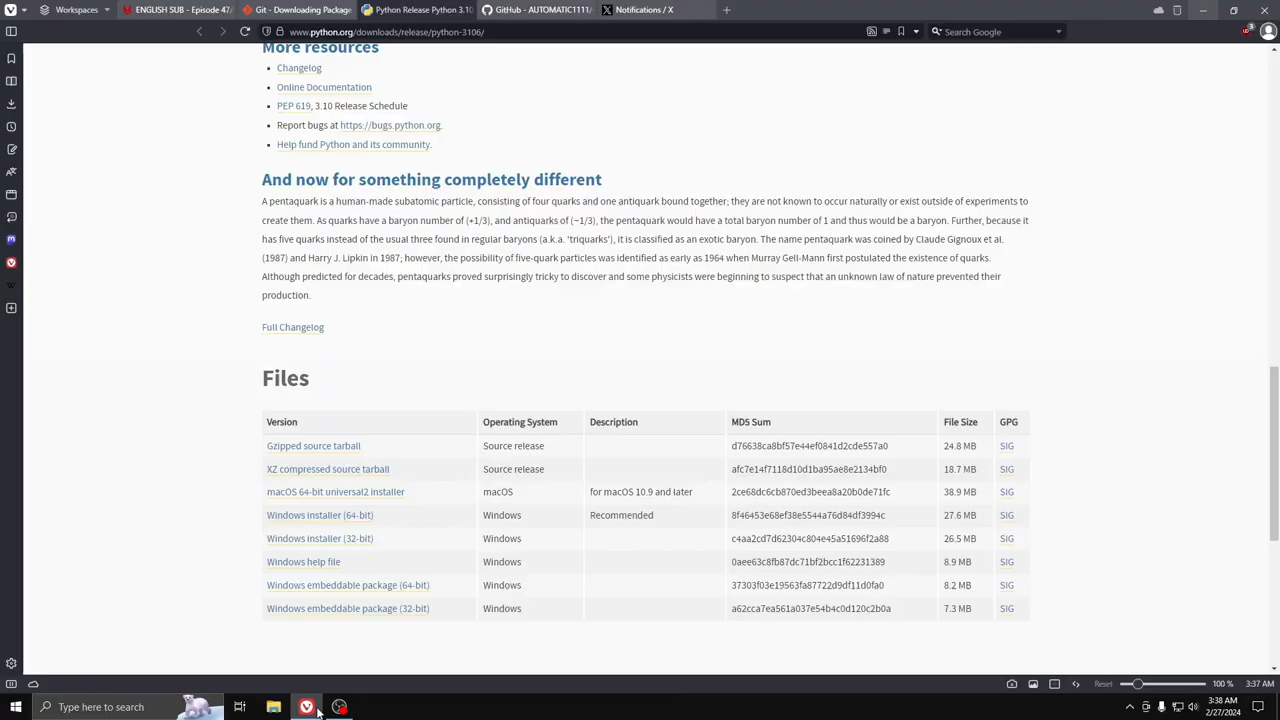 Workspaces
ENGLISH SUB - Episode 47
Git - Downloading Package
Python Release Python 3.10
GitHub - AUTOMATIC1111
Notifications / X
www.python.org/downloads/release/python-3106/
Search Google
More resources
Changelog
Online Documentation
PEP 619, 3.10 Release Schedule
Report bugs at https://bugs.python.org.
Help fund Python and its community.
And now for something completely different
A pentaquark is a human-made subatomic particle, consisting of four quarks and one antiquark bound together; they are not known to occur naturally or exist outside of experiments to
create them. As quarks have a baryon number of (+1/3), and antiquarks of (−1/3), the pentaquark would have a total baryon number of 1 and thus would be a baryon. Further, because it
has five quarks instead of the usual three found in regular baryons (a.k.a. 'triquarks'), it is classified as an exotic baryon. The name pentaquark was coined by Claude Gignoux et al.
(1987) and Harry J. Lipkin in 1987; however, the possibility of five-quark particles was identified as early as 1964 when Murray Gell-Mann first postulated the existence of quarks.
Although predicted for decades, pentaquarks proved surprisingly tricky to discover and some physicists were beginning to suspect that an unknown law of nature prevented their
production.
Full Changelog
Files
Version Operating System Description MD5 Sum File Size GPG
Gzipped source tarball Source release d76638ca8bf57e44ef0841d2cde557a0 24.8 MB SIG
XZ compressed source tarball Source release afc7e14f7118d10d1ba95ae8e2134bf0 18.7 MB SIG
macOS 64-bit universal2 installer macOS for macOS 10.9 and later 2ce68dc6cb870ed3beea8a20b0de71fc 38.9 MB SIG
Windows installer (64-bit) Windows Recommended 8f46453e68ef38e5544a76d84df3994c 27.6 MB SIG
Windows installer (32-bit) Windows c4aa2cd7d62304c804e45a51696f2a88 26.5 MB SIG
Windows help file Windows 0aee63c8fb87dc71bf2bcc1f62231389 8.9 MB SIG
Windows embeddable package (64-bit) Windows 37303f03e19563fa87722d9df11d0fa0 8.2 MB SIG
Windows embeddable package (32-bit) Windows a62cca7ea561a037e54b4c0d120c2b0a 7.3 MB SIG
Reset 100 % 3:37 AM
Type here to search
3:38 AM
2/27/2024